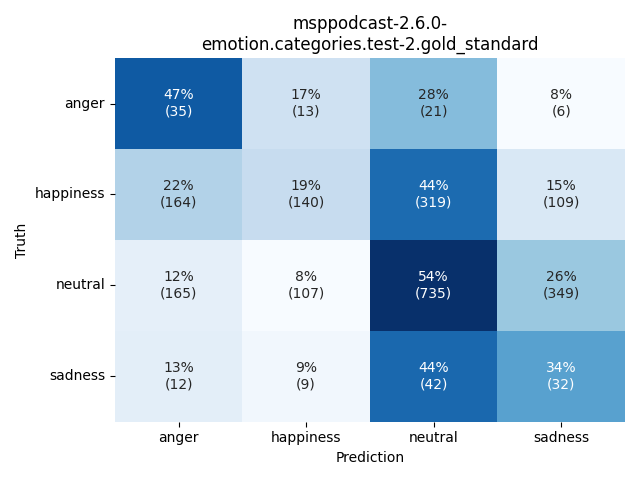 msppodcast-2.6.0-
emotion.categories.test-2.gold_standard
Truth
anger
47%
(35)
17%
(13)
28%
(21)
8%
(6)
happiness
22%
(164)
19%
(140)
44%
(319)
15%
(109)
neutral
12%
(165)
8%
(107)
54%
(735)
26%
(349)
sadness
13%
(12)
9%
(9)
44%
(42)
34%
(32)
anger
happiness
neutral
sadness
Prediction